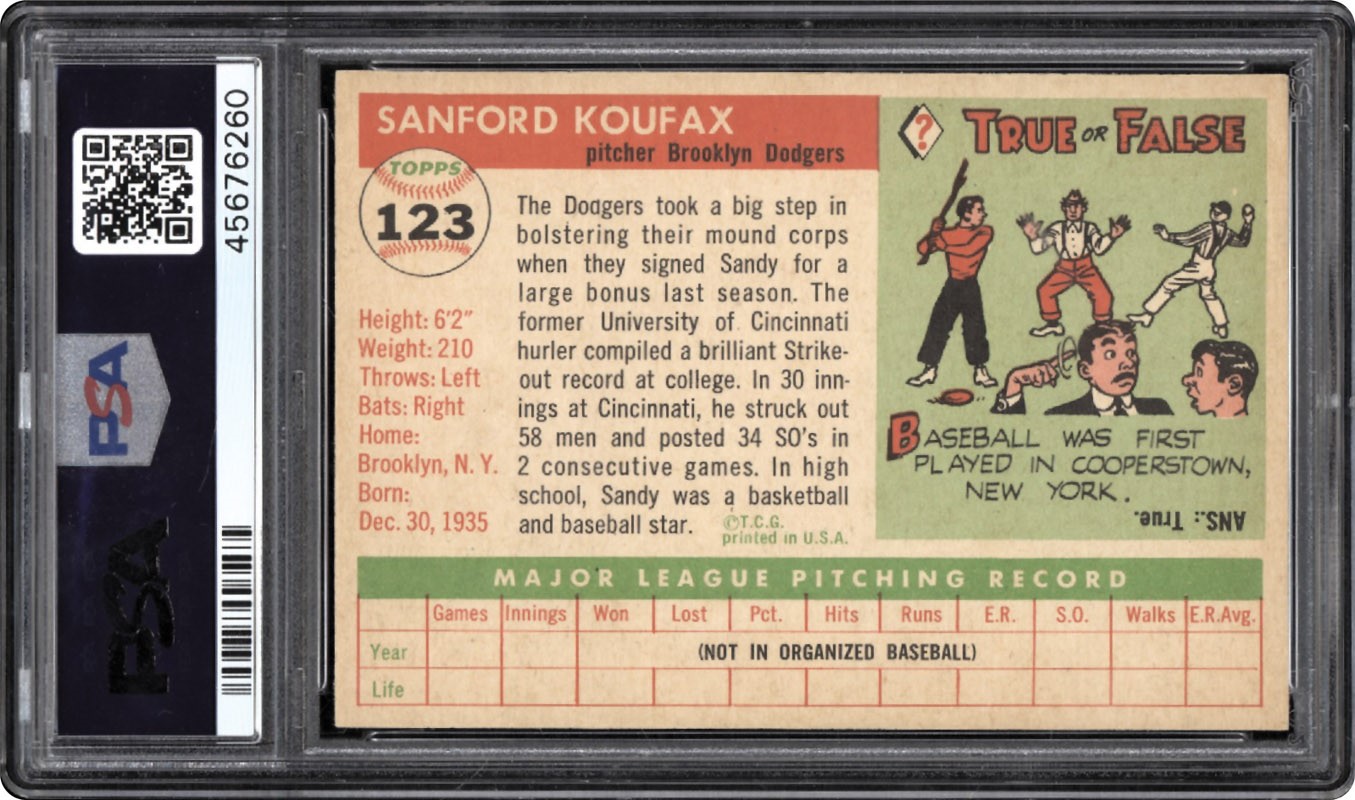 45676260
PSA
PSA
SANFORD KOUFAX
pitcher Brooklyn Dodgers
TOPPS
123
Height: 6'2"
Weight: 210
Throws: Left
Bats: Right
Home:
Brooklyn, N. Y.
Born:
Dec. 30, 1935
The Dodgers took a big step in
bolstering their mound corps
when they signed Sandy for a
large bonus last season. The
former University of Cincinnati
hurler compiled a brilliant Strike-
out record at college. In 30 inn-
ings at Cincinnati, he struck out
58 men and posted 34 SO's in
2 consecutive games. In high
school, Sandy was a basketball
and baseball star.
©T.C.G.
printed in U.S.A.
?
TRUE OR FALSE
BASEBALL WAS FIRST
PLAYED IN COOPERSTOWN,
NEW YORK.
ANS.: True.
MAJOR LEAGUE PITCHING RECORD
Games Innings Won Lost Pct. Hits Runs E.R. S.O. Walks E.R.Avg.
Year (NOT IN ORGANIZED BASEBALL)
Life